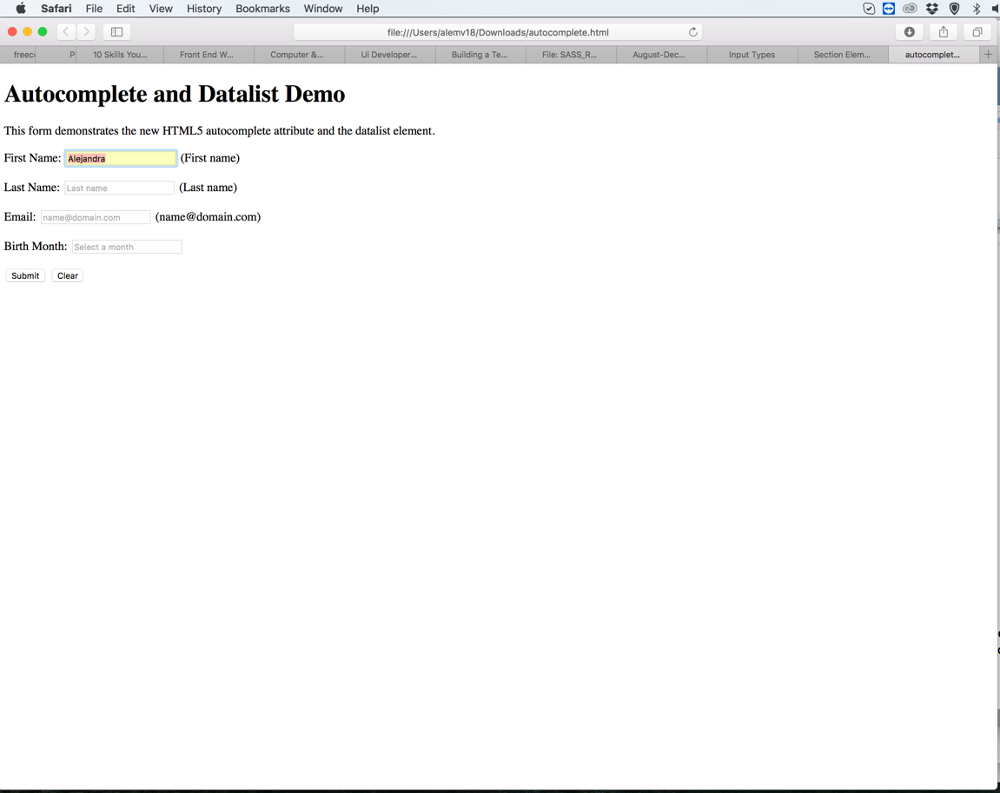 Safari File Edit View History Bookmarks Window Help
file:///Users/alemv18/Downloads/autocomplete.html
freec P 10 Skills You... Front End W... Computer &... Ui Developer... Building a Te... File: SASS_R... August-Dec... Input Types Section Elem... autocomplet...
Autocomplete and Datalist Demo
This form demonstrates the new HTML5 autocomplete attribute and the datalist element.
First Name: Alejandra (First name)
Last Name: Last name (Last name)
Email: name@domain.com (name@domain.com)
Birth Month: Select a month
Submit Clear